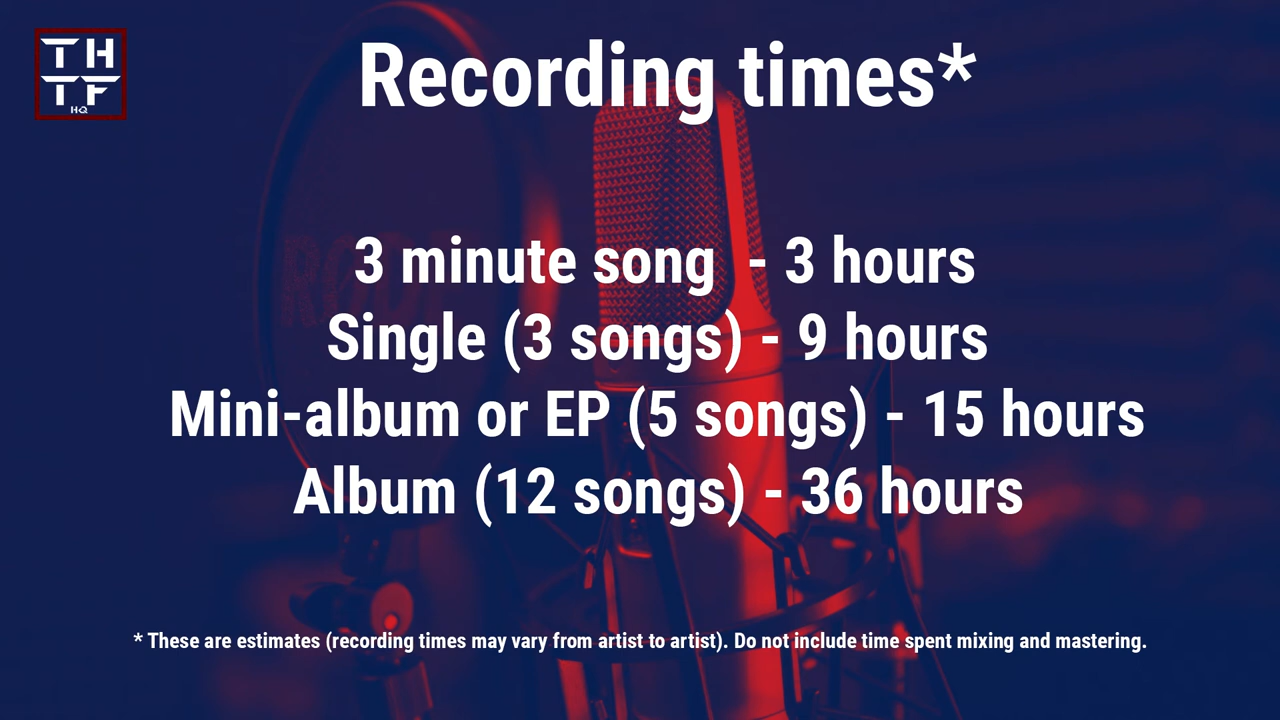 TH
TF
HQ
Recording times*
3 minute song - 3 hours
Single (3 songs) - 9 hours
Mini-album or EP (5 songs) - 15 hours
Album (12 songs) - 36 hours
* These are estimates (recording times may vary from artist to artist). Do not include time spent mixing and mastering.